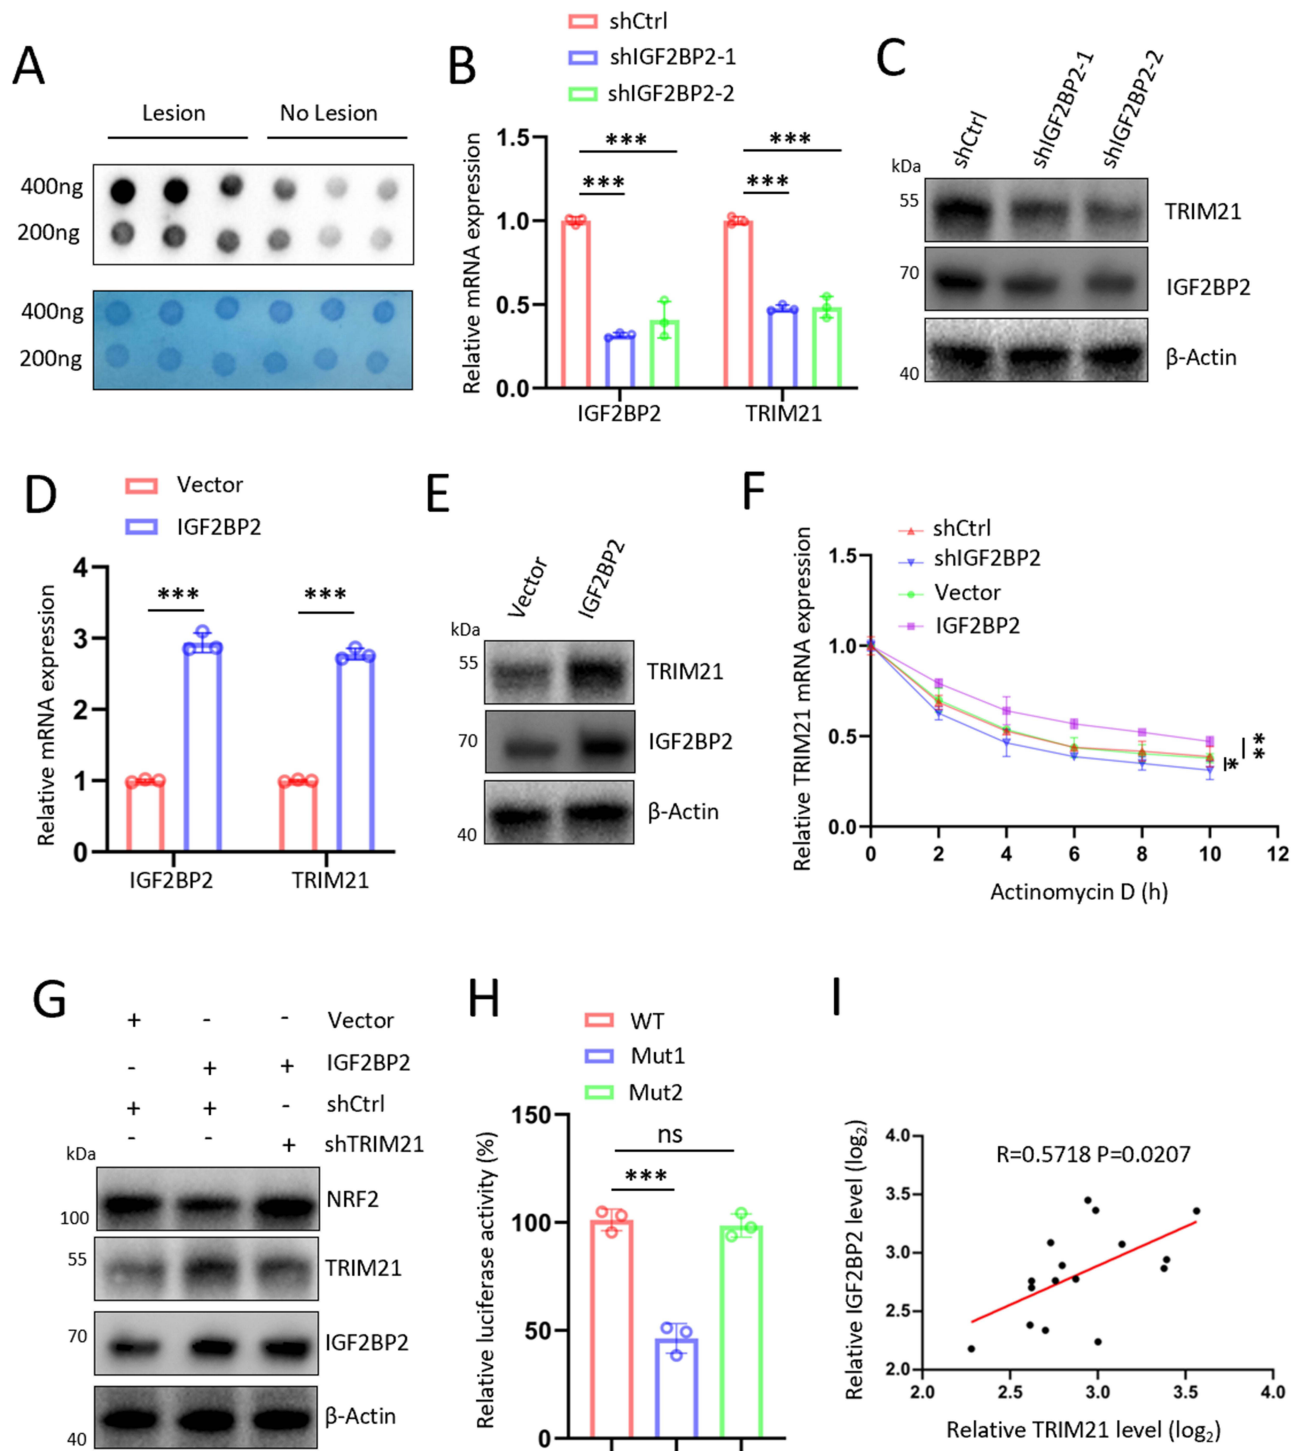 A
Lesion
No Lesion
400ng
200ng
400ng
200ng
B
shCtrl
shIGF2BP2-1
shIGF2BP2-2
Relative mRNA expression
1.5
1.0
0.5
0.0
***
***
***
***
IGF2BP2
TRIM21
C
shCtrl
shIGF2BP2-1
shIGF2BP2-2
kDa
55
TRIM21
70
IGF2BP2
40
β-Actin
D
Vector
IGF2BP2
Relative mRNA expression
4
3
2
1
0
***
***
IGF2BP2
TRIM21
E
Vector
IGF2BP2
kDa
55
TRIM21
70
IGF2BP2
40
β-Actin
F
shCtrl
shIGF2BP2
Vector
IGF2BP2
Relative TRIM21 mRNA expression
1.5
1.0
0.5
0.0
**
*
0 2 4 6 8 10 12
Actinomycin D (h)
G
+ - - Vector
- + + IGF2BP2
+ + - shCtrl
- - + shTRIM21
kDa
100
NRF2
55
TRIM21
70
IGF2BP2
40
β-Actin
H
WT
Mut1
Mut2
Relative luciferase activity (%)
150
100
50
0
ns
***
I
R=0.5718 P=0.0207
Relative IGF2BP2 level (log₂)
4.0
3.5
3.0
2.5
2.0
2.0 2.5 3.0 3.5 4.0
Relative TRIM21 level (log₂)